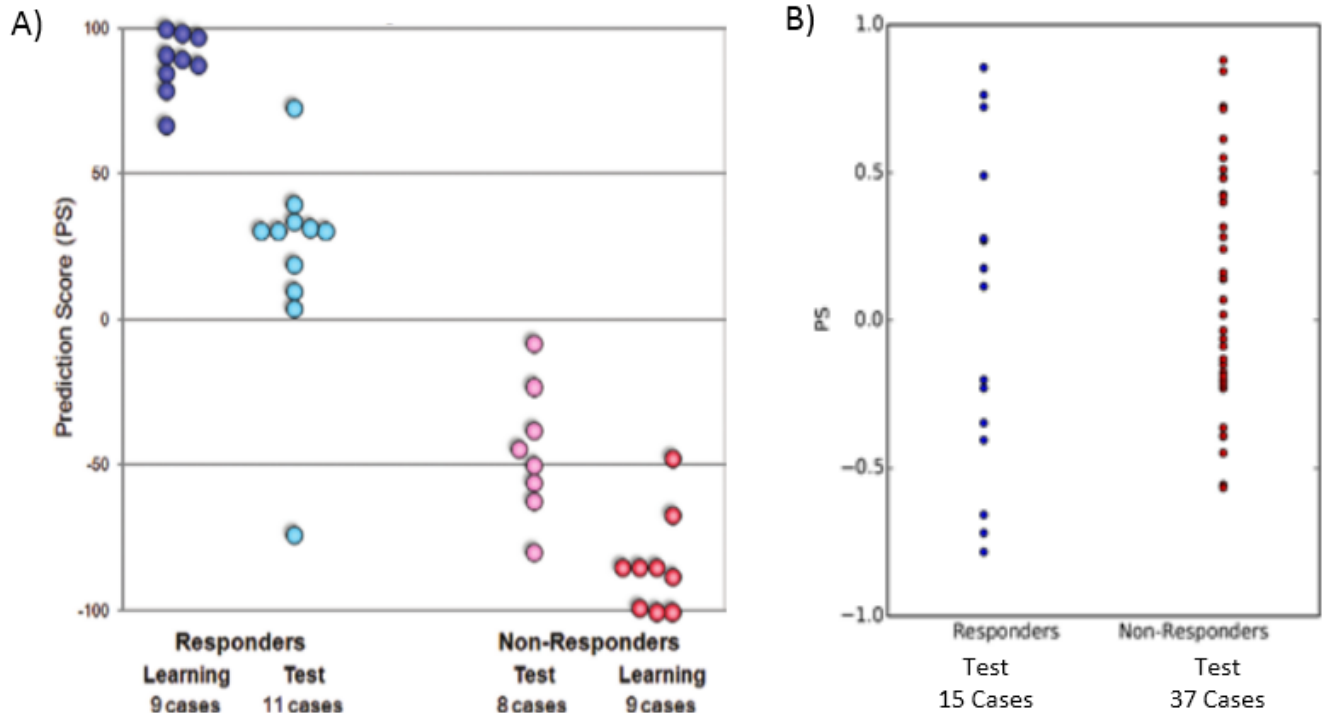 A)
Prediction Score (PS)
100
50
0
-50
-100
Responders
Non-Responders
Learning
Test
Test
Learning
9 cases
11 cases
8 cases
9 cases
B)
PS
1.0
0.5
0.0
−0.5
−1.0
Responders
Non-Responders
Test
Test
15 Cases
37 Cases